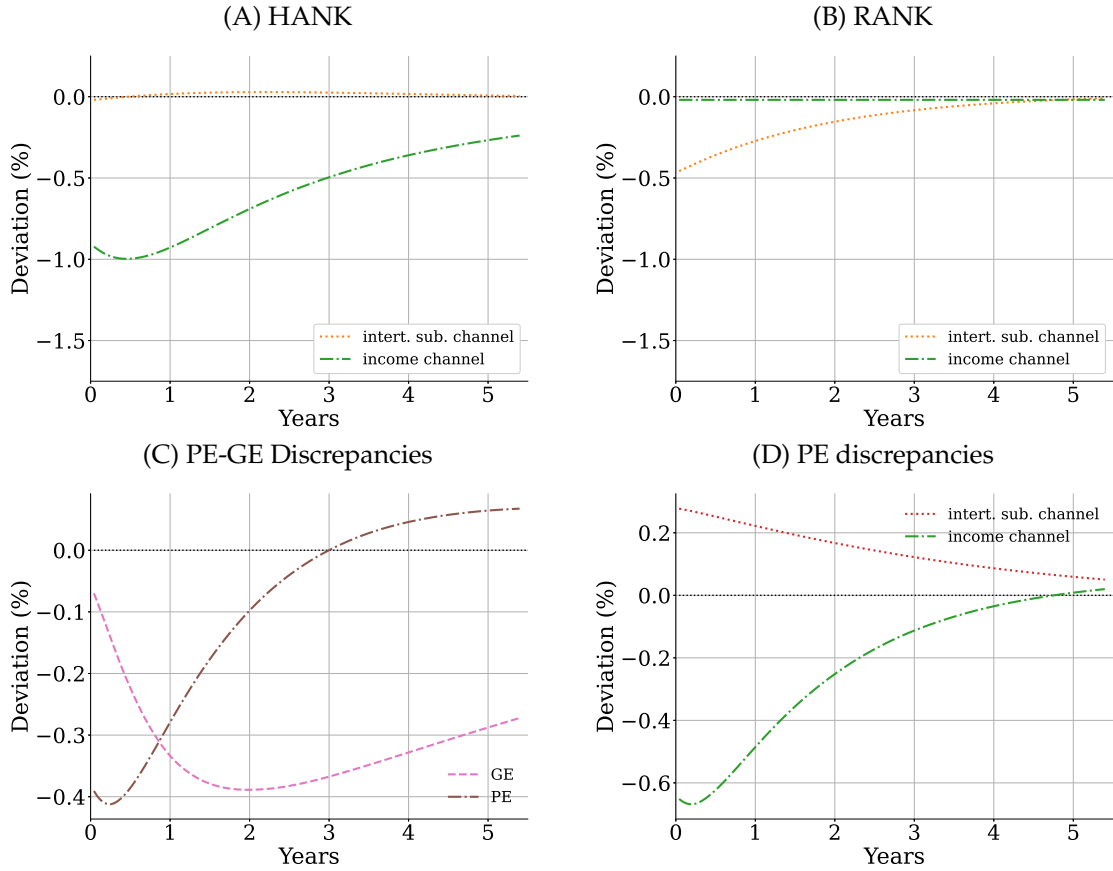 (A) HANK
0.0
−0.5
−1.0
−1.5
Deviation (%)
intert. sub. channel
income channel
0 1 2 3 4 5
Years
(B) RANK
0.0
−0.5
−1.0
−1.5
Deviation (%)
intert. sub. channel
income channel
0 1 2 3 4 5
Years
(C) PE-GE Discrepancies
0.0
−0.1
−0.2
−0.3
−0.4
Deviation (%)
GE
PE
0 1 2 3 4 5
Years
(D) PE discrepancies
0.2
0.0
−0.2
−0.4
−0.6
Deviation (%)
intert. sub. channel
income channel
0 1 2 3 4 5
Years